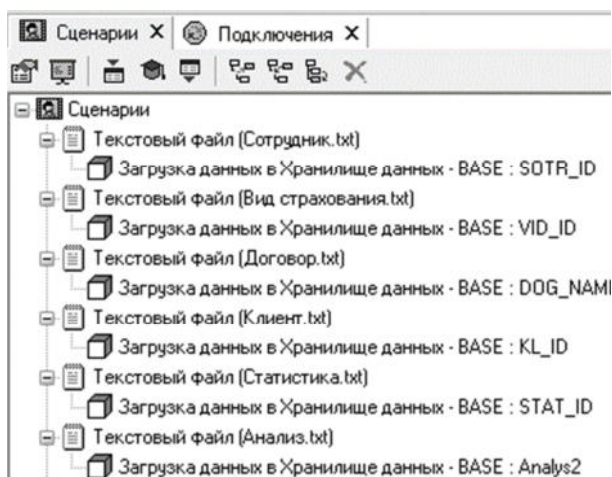 Сценарии X Подключения X
Сценарии
Текстовый файл (Сотрудник.txt)
Загрузка данных в Хранилище данных - BASE : SOTR_ID
Текстовый файл (Вид страхования.txt)
Загрузка данных в Хранилище данных - BASE : VID_ID
Текстовый файл (Договор.txt)
Загрузка данных в Хранилище данных - BASE : DOG_NAME
Текстовый файл (Клиент.txt)
Загрузка данных в Хранилище данных - BASE : KL_ID
Текстовый файл (Статистика.txt)
Загрузка данных в Хранилище данных - BASE : STAT_ID
Текстовый файл (Анализ.txt)
Загрузка данных в Хранилище данных - BASE : Analys2